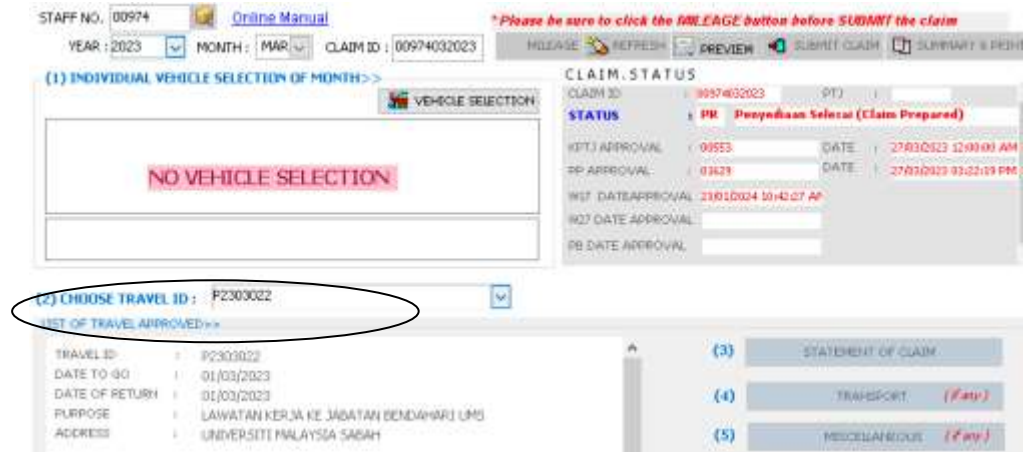 STAFF NO. 00974 Online Manual *Please be sure to click the MILEAGE button before SUBMIT the claim
YEAR : 2023 MONTH : MAR CLAIM ID : 00974032023 MILEAGE REFRESH PREVIEW SUBMIT CLAIM SUMMARY & PRINT
(1) INDIVIDUAL VEHICLE SELECTION OF MONTH>>
VEHICLE SELECTION
NO VEHICLE SELECTION
CLAIM.STATUS
CLAIM ID : 00974032023 PTJ :
STATUS : PR Penyediaan Selesai (Claim Prepared)
KPTJ APPROVAL : 00553 DATE : 27/03/2023 12:00:00 AM
PP APPROVAL : 03629 DATE : 27/03/2023 03:22:19 PM
W17 DATEAPPROVAL 23/01/2024 10:42:27 AM
W27 DATE APPROVAL
PB DATE APPROVAL
(2) CHOOSE TRAVEL ID : P2303022
LIST OF TRAVEL APPROVED>>
TRAVEL ID : P2303022
DATE TO GO : 01/03/2023
DATE OF RETURN : 01/03/2023
PURPOSE : LAWATAN KERJA KE JABATAN BENDAHARI UMS
ADDRESS : UNIVERSITI MALAYSIA SABAH
(3) STATEMENT OF CLAIM
(4) TRANSPORT (if any)
(5) MISCELLANEOUS (if any)